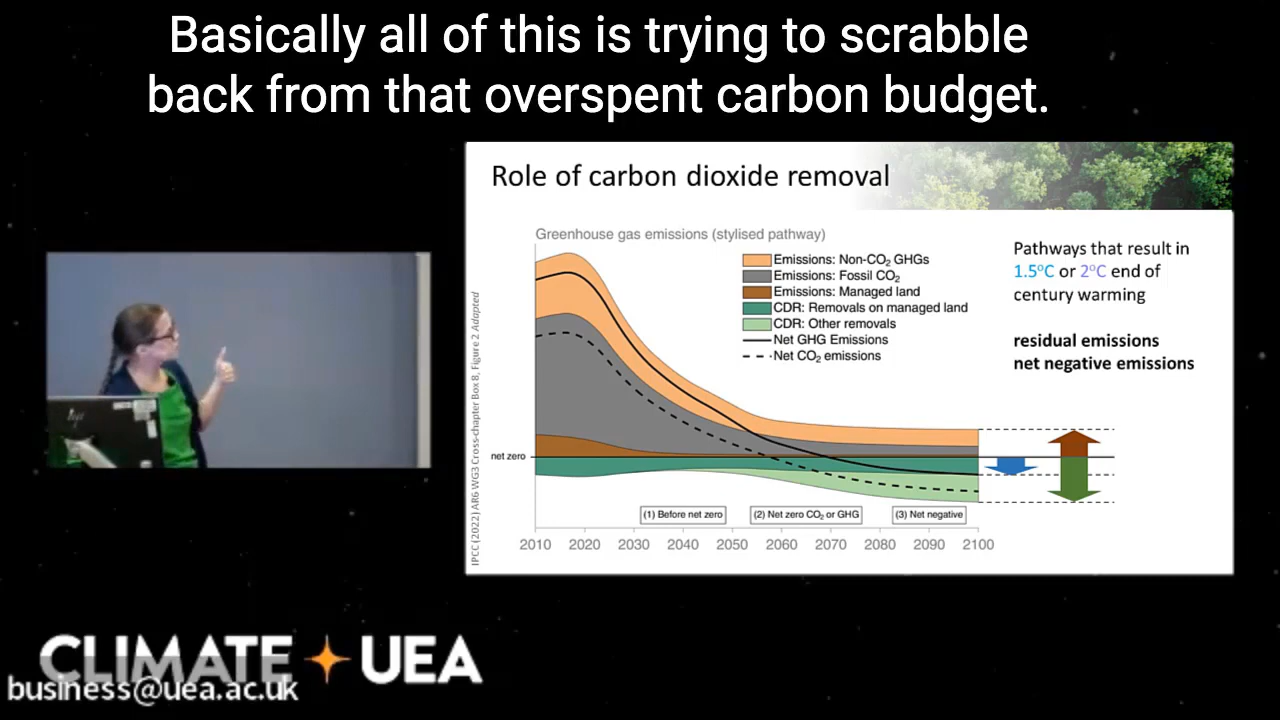 Basically all of this is trying to scrabble
back from that overspent carbon budget.
Role of carbon dioxide removal
Greenhouse gas emissions (stylised pathway)
Emissions: Non-CO₂ GHGs
Emissions: Fossil CO₂
Emissions: Managed land
CDR: Removals on managed land
CDR: Other removals
Net GHG Emissions
Net CO₂ emissions
Pathways that result in
1.5°C or 2°C end of
century warming
residual emissions
net negative emissions
IPCC (2022) AR6 WG3 Cross-chapter Box 8, Figure 2 Adapted
net zero
(1) Before net zero
(2) Net zero CO₂ or GHG
(3) Net negative
2010 2020 2030 2040 2050 2060 2070 2080 2090 2100
hp
CLIMATE UEA
business@uea.ac.uk